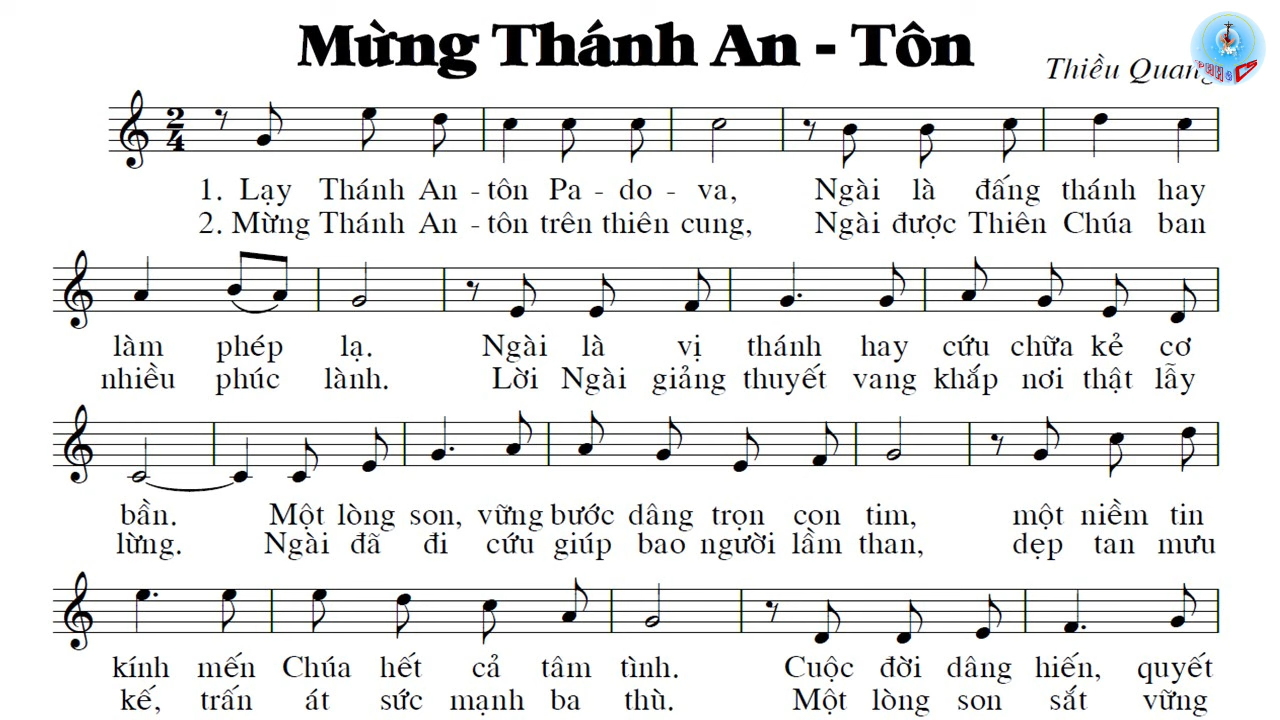 Mừng Thánh An - Tôn
Thiều Quang
2
4
1. Lạy Thánh An - tôn Pa - do - va, Ngài là đấng thánh hay
2. Mừng Thánh An - tôn trên thiên cung, Ngài được Thiên Chúa ban
làm phép lạ. Ngài là vị thánh hay cứu chữa kẻ cơ
nhiều phúc lành. Lời Ngài giảng thuyết vang khắp nơi thật lẫy
bần. Một lòng son, vững bước dâng trọn con tim, một niềm tin
lừng. Ngài đã đi cứu giúp bao người lầm than, dẹp tan mưu
kính mến Chúa hết cả tâm tình. Cuộc đời dâng hiến, quyết
kế, trấn át sức mạnh ba thù. Một lòng son sắt vững